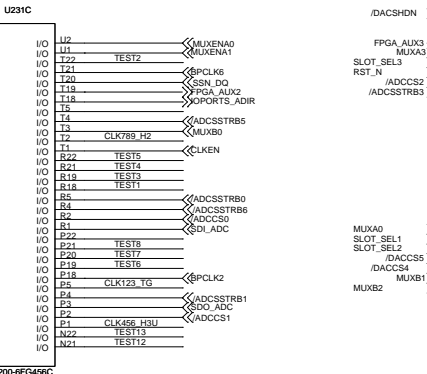 U231C
/DACSHDN
I/O U2 MUXENA0
I/O U1 MUXENA1
I/O T22 TEST2
I/O T21 BPCLK6
I/O T20 SSN_DQ
I/O T19 FPGA_AUX2
I/O T18 IOPORTS_ADIR
I/O T5
I/O T4 /ADCSSTRB5
I/O T3 MUXB0
I/O T2 CLK789_H2
I/O T1 CLKEN
I/O R22 TEST5
I/O R21 TEST4
I/O R19 TEST3
I/O R18 TEST1
I/O R5 /ADCSSTRB0
I/O R4 /ADCSSTRB6
I/O R2 /ADCCS0
I/O R1 SDI_ADC
I/O P22
I/O P21 TEST8
I/O P20 TEST7
I/O P19 TEST6
I/O P18 BPCLK2
I/O P5 CLK123_TG
I/O P4 /ADCSSTRB1
I/O P3 SDO_ADC
I/O P2 /ADCCS1
I/O P1 CLK456_H3U
I/O N22 TEST13
I/O N21 TEST12
200-6FG456C
FPGA_AUX3
MUXA3
SLOT_SEL3
RST_N
/ADCCS2
/ADCSSTRB3
MUXA0
SLOT_SEL1
SLOT_SEL2
/DACCS5
/DACCS4
MUXB1
MUXB2